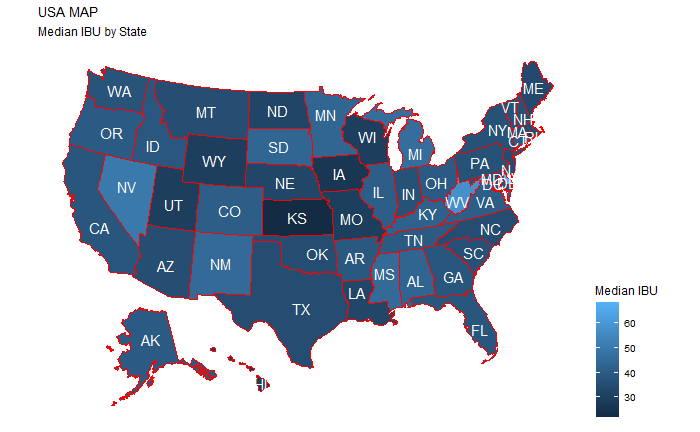 USA MAP
Median IBU by State
WA
MT
ND
MN
ME
OR
ID
WY
SD
WI
MI
VT
NH
NY
MA
CT
NV
UT
CO
NE
IA
IL
IN
OH
PA
CA
KS
MO
KY
WV
VA
AZ
NM
OK
AR
TN
NC
SC
TX
LA
MS
AL
GA
FL
AK
HI
Median IBU
60
50
40
30